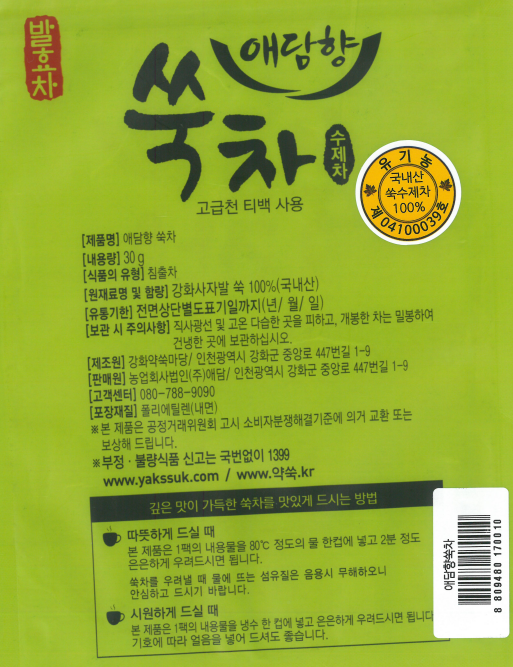 발효차
애담향
쑥차
수제차
고급천 티백 사용
유기농
국내산
쑥수제차
100%
제 04100039호
[제품명] 애담향 쑥차
[내용량] 30 g
[식품의 유형] 침출차
[원재료명 및 함량] 강화사자발 쑥 100%(국내산)
[유통기한] 전면상단별도표기일까지(년/ 월/ 일)
[보관 시 주의사항] 직사광선 및 고온 다습한 곳을 피하고, 개봉한 차는 밀봉하여
건냉한 곳에 보관하십시오.
[제조원] 강화약쑥마당/ 인천광역시 강화군 중앙로 447번길 1-9
[판매원] 농업회사법인(주)애담/ 인천광역시 강화군 중앙로 447번길 1-9
[고객센터] 080-788-9090
[포장재질] 폴리에틸렌(내면)
※본 제품은 공정거래위원회 고시 소비자분쟁해결기준에 의거 교환 또는
보상해 드립니다.
※부정·불량식품 신고는 국번없이 1399
www.yakssuk.com / www.약쑥.kr
깊은 맛이 가득한 쑥차를 맛있게 드시는 방법
따뜻하게 드실 때
본 제품은 1팩의 내용물을 80℃ 정도의 물 한컵에 넣고 2분 정도
은은하게 우려드시면 됩니다.
쑥차를 우려낼 때 물에 뜨는 섬유질은 음용시 무해하오니
안심하고 드시기 바랍니다.
시원하게 드실 때
본 제품은 1팩의 내용물을 냉수 한 컵에 넣고 은은하게 우려드시면 됩니다
기호에 따라 얼음을 넣어 드셔도 좋습니다.
애담향쑥차
8 809480 170010